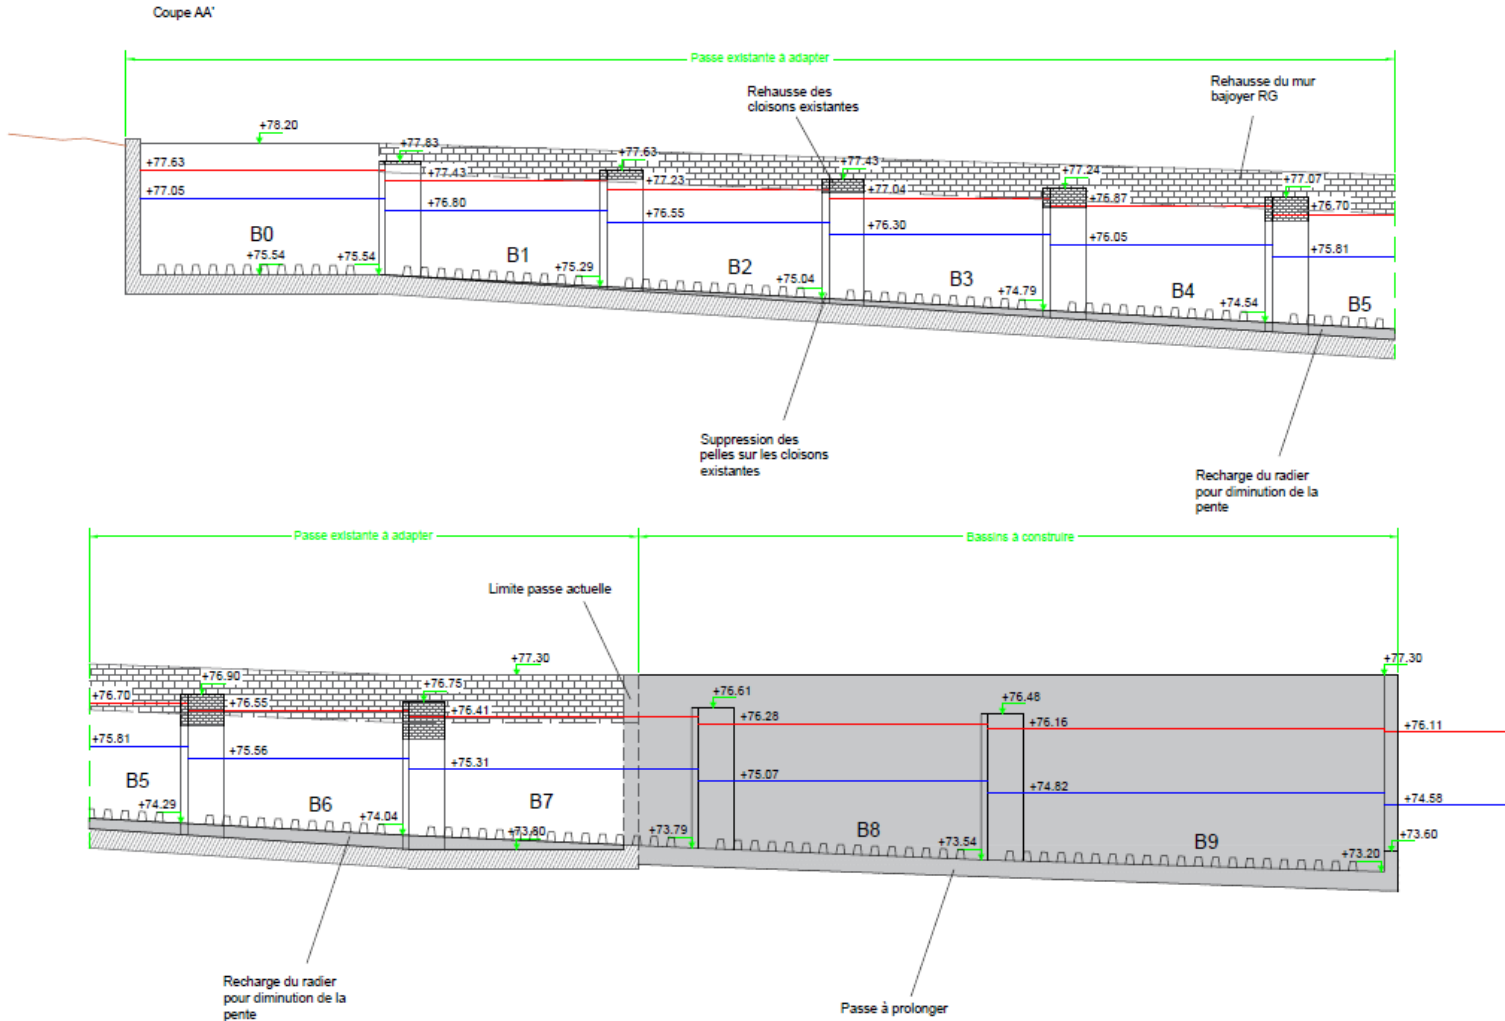 Coupe AA'
Passe existante à adapter
Rehausse des
cloisons existantes
Rehausse du mur
bajoyer RG
+78.20
+77.83
+77.63
+77.43
+77.24
+77.07
+77.63
+77.43
+77.23
+77.04
+76.87
+76.70
+77.05
+76.80
+76.55
+76.30
+76.05
+75.81
B0
B1
B2
B3
B4
B5
+75.54
+75.54
+75.29
+75.04
+74.79
+74.54
Suppression des
pelles sur les cloisons
existantes
Recharge du radier
pour diminution de la
pente
Passe existante à adapter
Bassins à construire
Limite passe actuelle
+77.30
+77.30
+76.90
+76.75
+76.61
+76.48
+76.70
+76.55
+76.41
+76.28
+76.16
+76.11
+75.81
+75.56
+75.31
+75.07
+74.82
+74.58
B5
B6
B7
B8
B9
+74.29
+74.04
+73.80
+73.79
+73.54
+73.20
+73.60
Recharge du radier
pour diminution de la
pente
Passe à prolonger